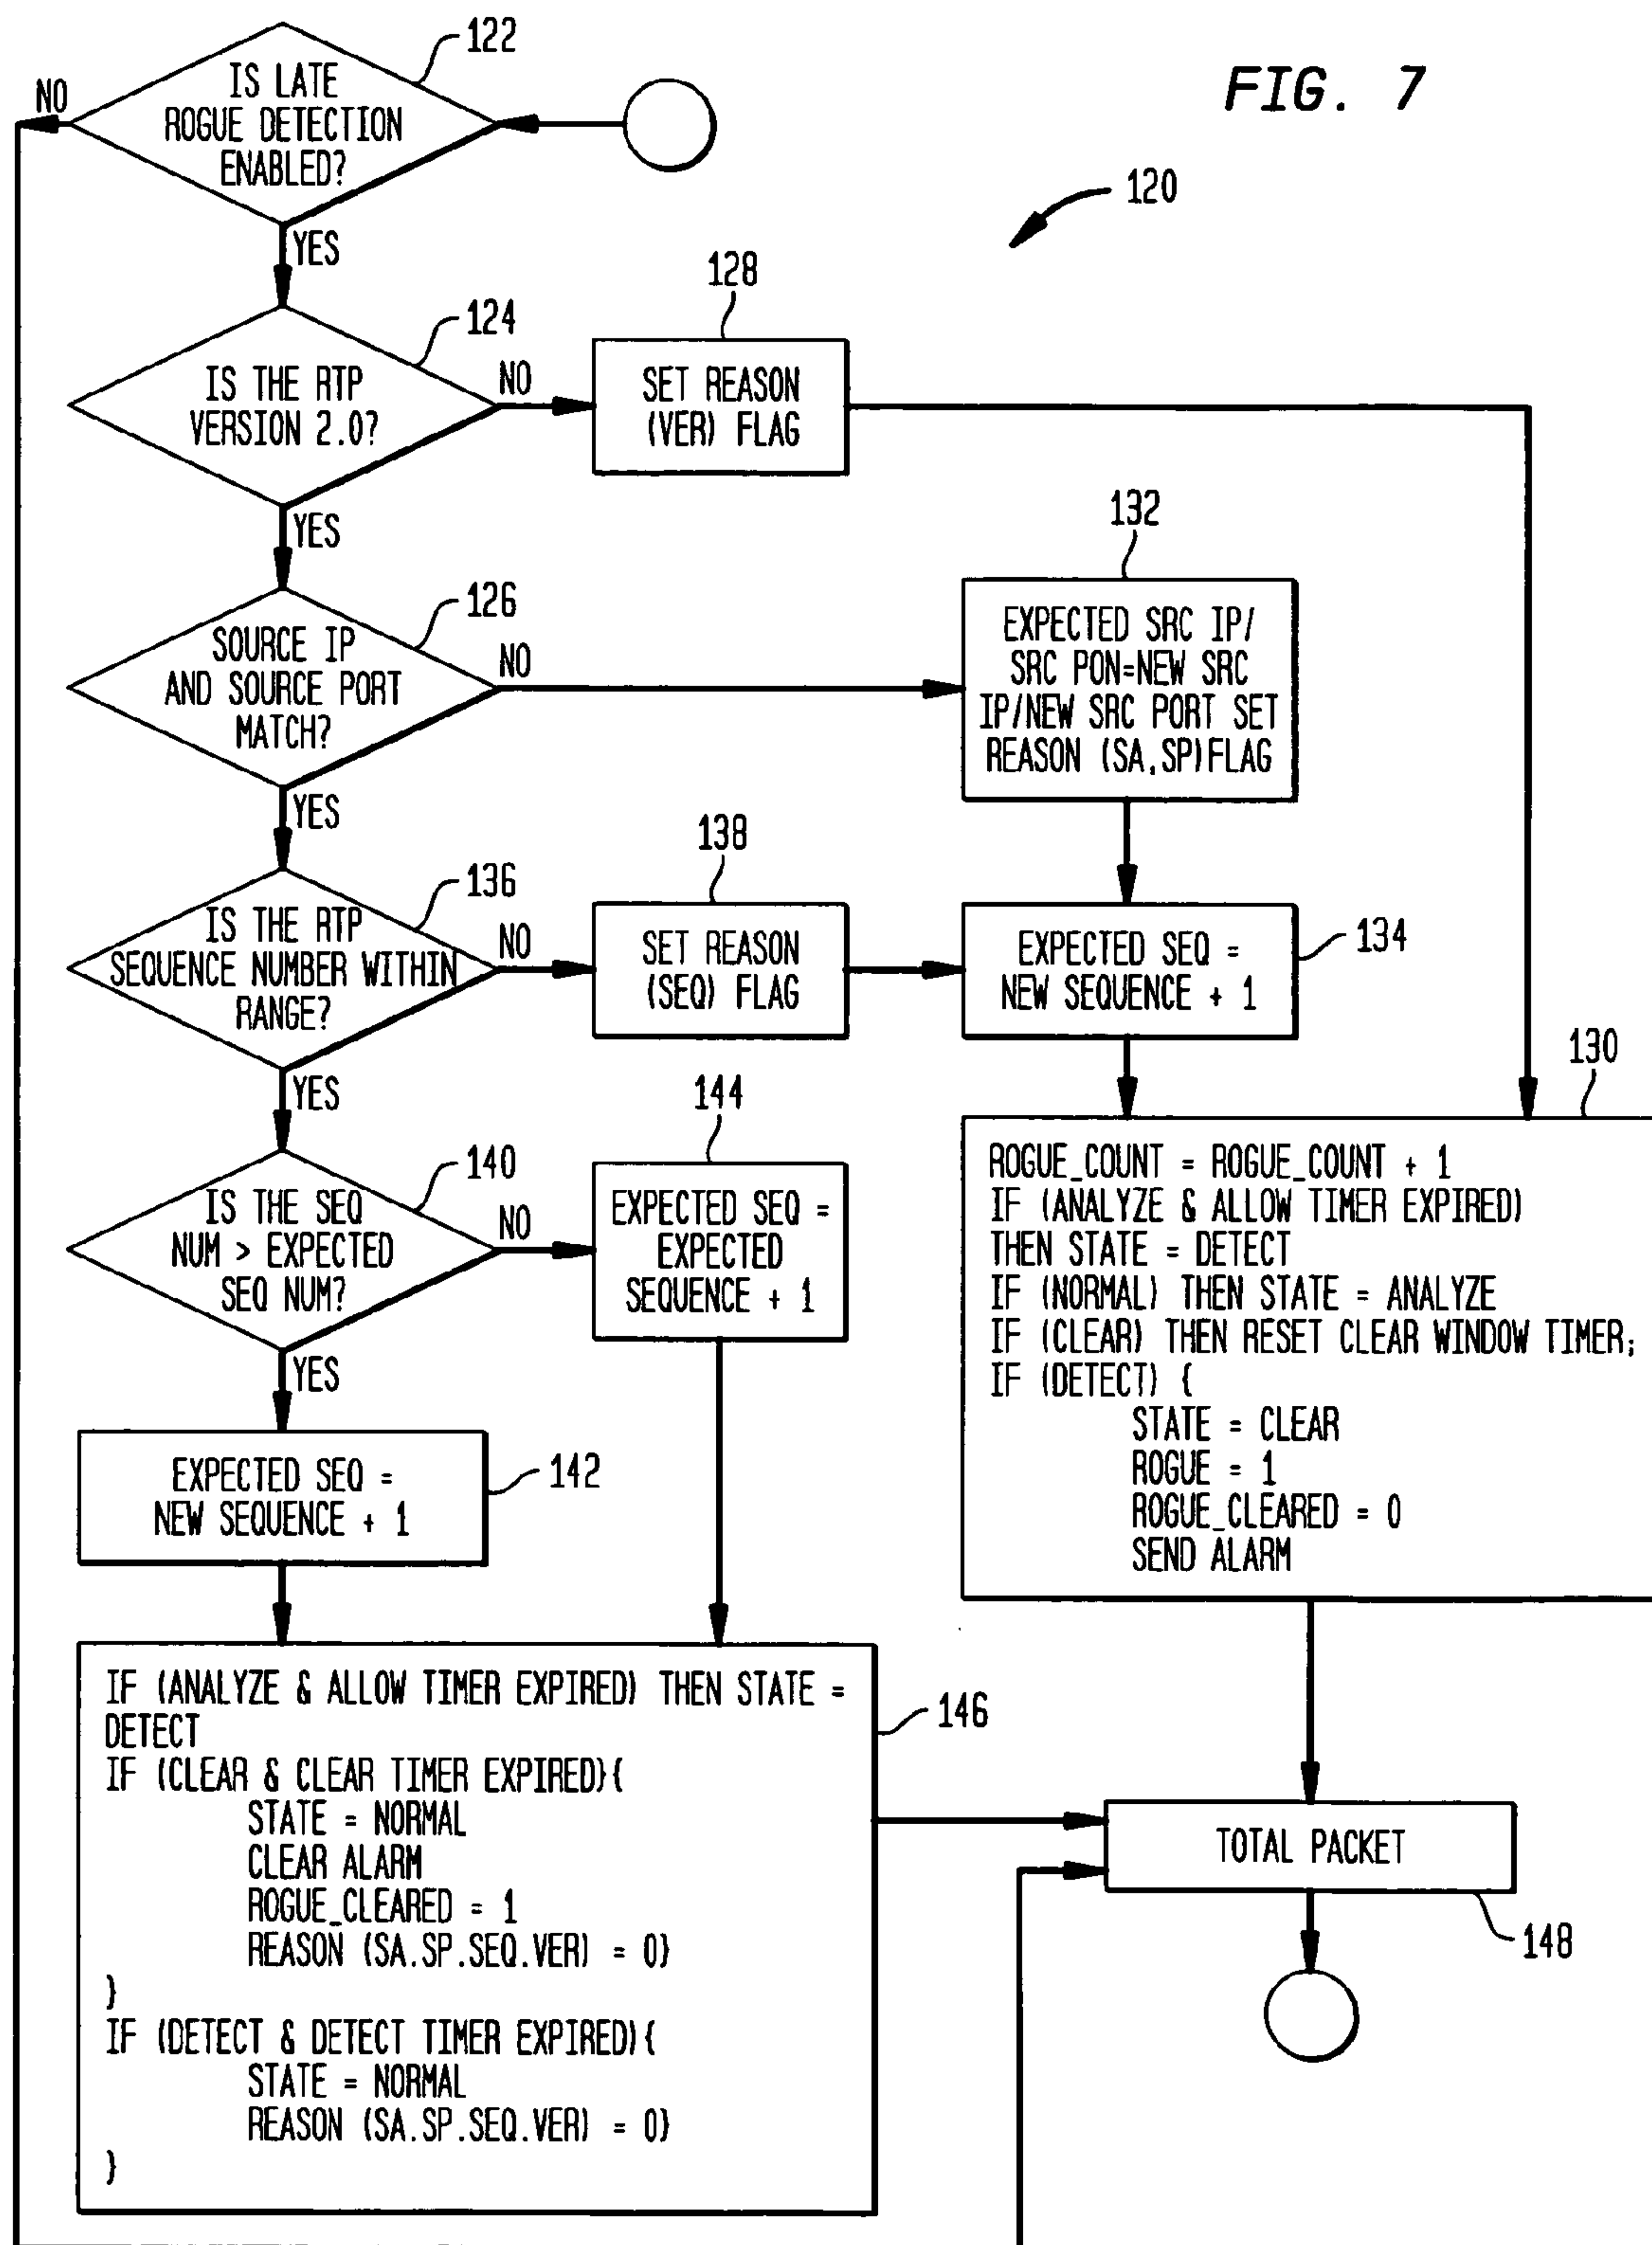 FIG. 7
120
122
IS LATE
ROGUE DETECTION
ENABLED?
NO
YES
124
IS THE RTP
VERSION 2.0?
NO
YES
128
SET REASON
(VER) FLAG
126
SOURCE IP
AND SOURCE PORT
MATCH?
NO
YES
132
EXPECTED SRC IP/
SRC PON=NEW SRC
IP/NEW SRC PORT SET
REASON (SA,SP)FLAG
136
IS THE RTP
SEQUENCE NUMBER WITHIN
RANGE?
NO
YES
138
SET REASON
(SEQ) FLAG
134
EXPECTED SEQ =
NEW SEQUENCE + 1
140
IS THE SEQ
NUM > EXPECTED
SEQ NUM?
NO
YES
144
EXPECTED SEQ =
EXPECTED
SEQUENCE + 1
130
ROGUE_COUNT = ROGUE_COUNT + 1
IF (ANALYZE & ALLOW TIMER EXPIRED)
THEN STATE = DETECT
IF (NORMAL) THEN STATE = ANALYZE
IF (CLEAR) THEN RESET CLEAR WINDOW TIMER;
IF (DETECT) {
STATE = CLEAR
ROGUE = 1
ROGUE_CLEARED = 0
SEND ALARM
142
EXPECTED SEQ =
NEW SEQUENCE + 1
146
IF (ANALYZE & ALLOW TIMER EXPIRED) THEN STATE =
DETECT
IF (CLEAR & CLEAR TIMER EXPIRED){
STATE = NORMAL
CLEAR ALARM
ROGUE_CLEARED = 1
REASON (SA.SP.SEQ.VER) = 0}
}
IF (DETECT & DETECT TIMER EXPIRED){
STATE = NORMAL
REASON (SA.SP.SEQ.VER) = 0}
}
TOTAL PACKET
148